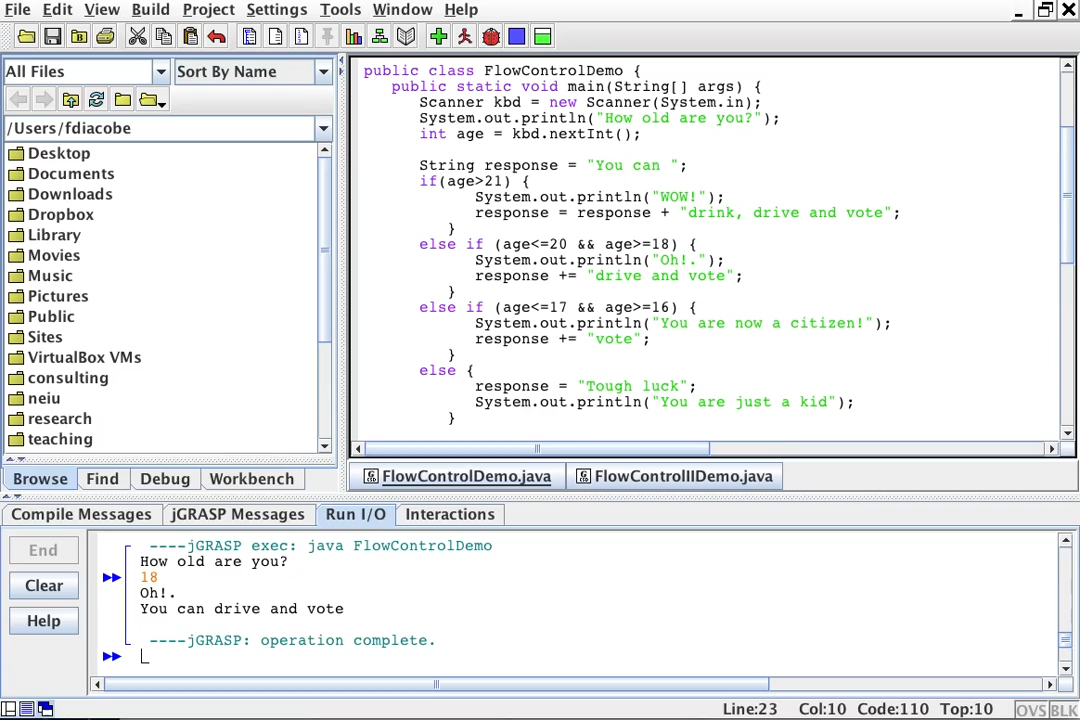 File Edit View Build Project Settings Tools Window Help
All Files Sort By Name
/Users/fdiacobe
Desktop
Documents
Downloads
Dropbox
Library
Movies
Music
Pictures
Public
Sites
VirtualBox VMs
consulting
neiu
research
teaching
Browse Find Debug Workbench
public class FlowControlDemo {
public static void main(String[] args) {
Scanner kbd = new Scanner(System.in);
System.out.println("How old are you?");
int age = kbd.nextInt();
String response = "You can ";
if(age>21) {
System.out.println("WOW!");
response = response + "drink, drive and vote";
}
else if (age<=20 && age>=18) {
System.out.println("Oh!.");
response += "drive and vote";
}
else if (age<=17 && age>=16) {
System.out.println("You are now a citizen!");
response += "vote";
}
else {
response = "Tough luck";
System.out.println("You are just a kid");
}
FlowControlDemo.java FlowControlIIDemo.java
Compile Messages jGRASP Messages Run I/O Interactions
End
Clear
Help
----jGRASP exec: java FlowControlDemo
How old are you?
18
Oh!.
You can drive and vote
----jGRASP: operation complete.
Line:23 Col:10 Code:110 Top:10 OVS BLK